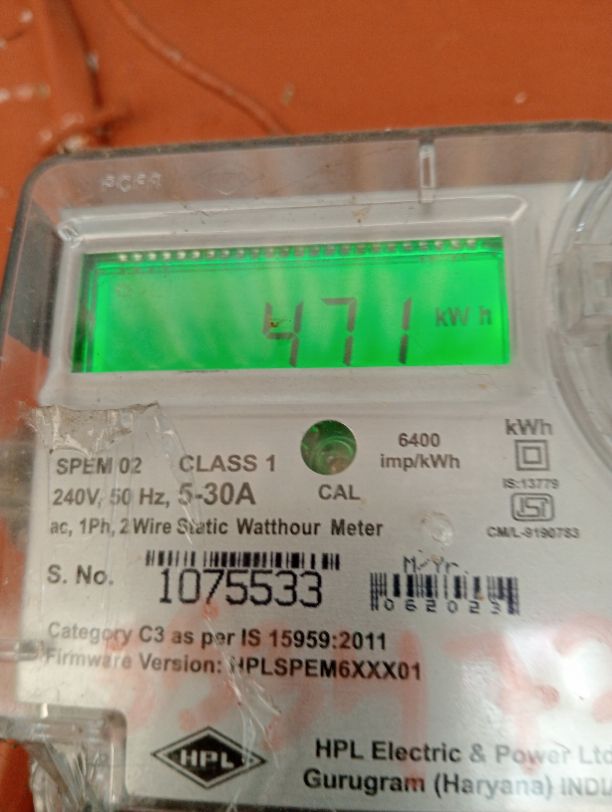 471 kWh
kWh
6400
imp/kWh
SPEM 02 CLASS 1
240V, 50 Hz, 5-30A
CAL
IS:13779
ISI
CM/L-9190783
ac, 1Ph, 2 Wire Static Watthour Meter
M/Yr.
S. No. 1075533
062023
Category C3 as per IS 15959:2011
Firmware Version: HPLSPEM6XXX01
HPL
HPL Electric & Power Ltd
Gurugram (Haryana) INDI